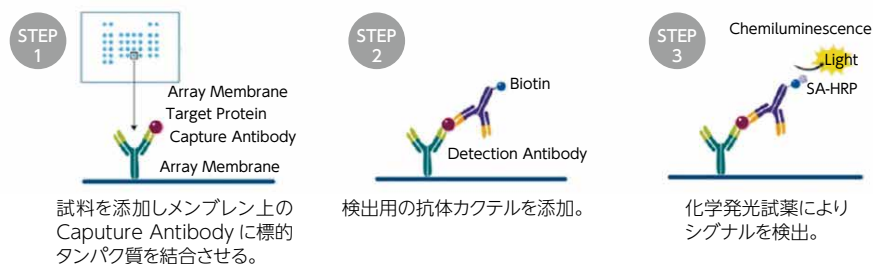 STEP
1
Array Membrane
Target Protein
Capture Antibody
Array Membrane
試料を添加しメンブレン上の
Caputure Antibody に標的
タンパク質を結合させる。
STEP
2
Biotin
Detection Antibody
検出用の抗体カクテルを添加。
STEP
3
Chemiluminescence
Light
SA-HRP
化学発光試薬により
シグナルを検出。